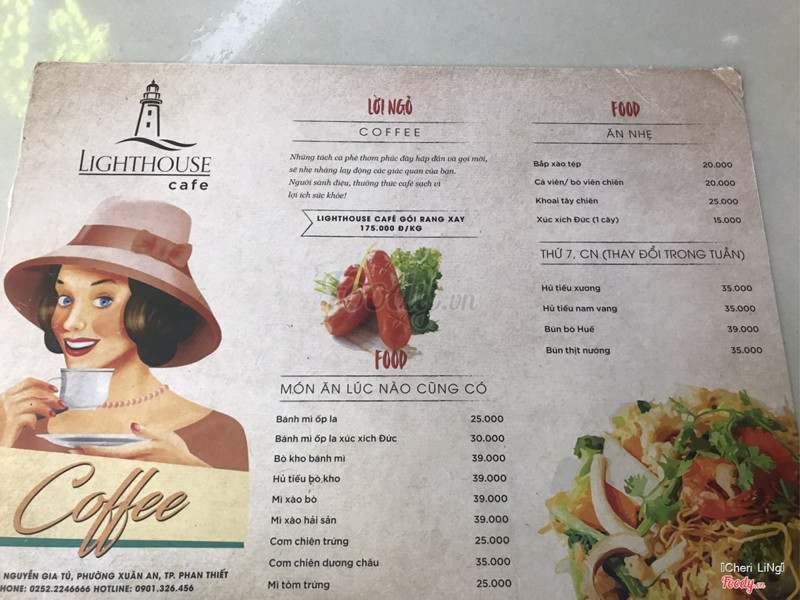 LIGHTHOUSE
cafe
Coffee
NGUYỄN GIA TÚ, PHƯỜNG XUÂN AN, TP. PHAN THIẾT
HONE: 0252.2246666 HOTLINE: 0901.326.456
LỜI NGỎ
COFFEE
Những tách cà phê thơm phức đầy hấp dẫn và gọi mời,
sẽ nhẹ nhàng lay động các giác quan của bạn.
Người sành điệu, thưởng thức cafe sạch vì
lợi ích sức khỏe!
LIGHTHOUSE CAFÉ GÓI RANG XAY
175.000 Đ/KG
Foody.vn
FOOD
MÓN ĂN LÚC NÀO CŨNG CÓ
Bánh mì ốp la 25.000
Bánh mì ốp la xúc xích Đức 30.000
Bò kho bánh mì 39.000
Hủ tiếu bò kho 39.000
Mì xào bò 39.000
Mì xào hải sản 39.000
Cơm chiên trứng 25.000
Cơm chiên dương châu 35.000
Mì tôm trứng 25.000
FOOD
ĂN NHẸ
Bắp xào tép 20.000
Cá viên/ bò viên chiên 20.000
Khoai tây chiên 25.000
Xúc xích Đức (1 cây) 15.000
THỨ 7, CN (THAY ĐỔI TRONG TUẦN)
Hủ tiếu xương 35.000
Hủ tiếu nam vang 35.000
Bún bò Huế 39.000
Bún thịt nướng 35.000
[Cheri LiNg]
Foody.vn